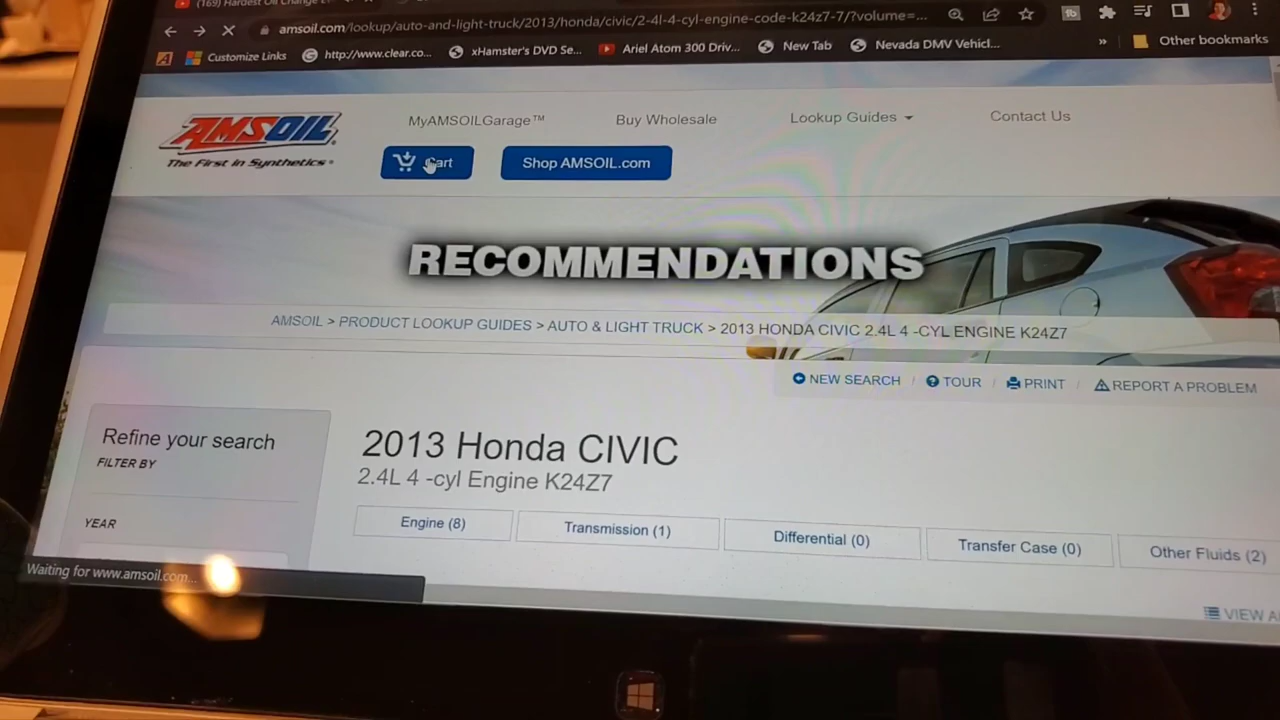 (169) Hardest Oil Change
amsoil.com/lookup/auto-and-light-truck/2013/honda/civic/2-4l-4-cyl-engine-code-k24z7-7/?volume=...
Customize Links http://www.clear.co... xHamster's DVD Se... Ariel Atom 300 Driv... New Tab Nevada DMV Vehicl... » Other bookmarks
AMSOIL
The First in Synthetics®
MyAMSOILGarage™ Buy Wholesale Lookup Guides Contact Us
Cart Shop AMSOIL.com
RECOMMENDATIONS
AMSOIL > PRODUCT LOOKUP GUIDES > AUTO & LIGHT TRUCK > 2013 HONDA CIVIC 2.4L 4 -CYL ENGINE K24Z7
NEW SEARCH / TOUR / PRINT / REPORT A PROBLEM
Refine your search
FILTER BY
YEAR
2013 Honda CIVIC
2.4L 4 -cyl Engine K24Z7
Engine (8) Transmission (1) Differential (0) Transfer Case (0) Other Fluids (2)
VIEW A
Waiting for www.amsoil.com...